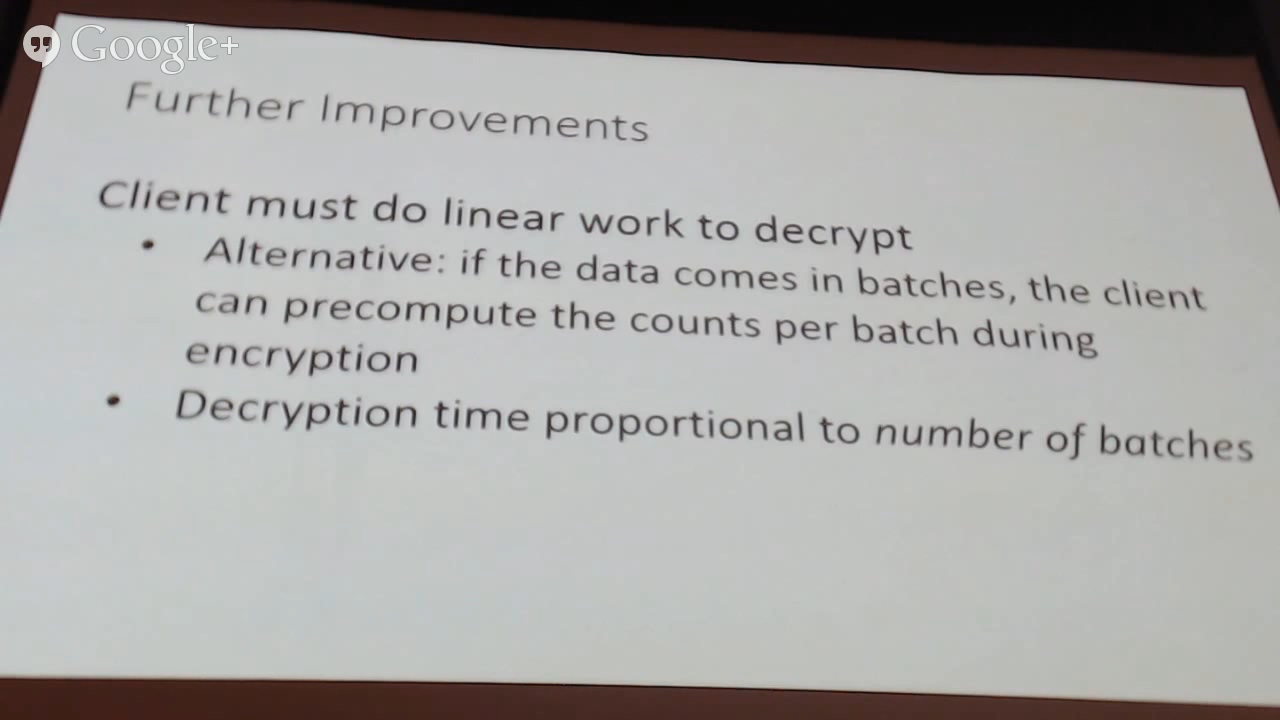 Google+
Further Improvements
Client must do linear work to decrypt
• Alternative: if the data comes in batches, the client
can precompute the counts per batch during
encryption
• Decryption time proportional to number of batches